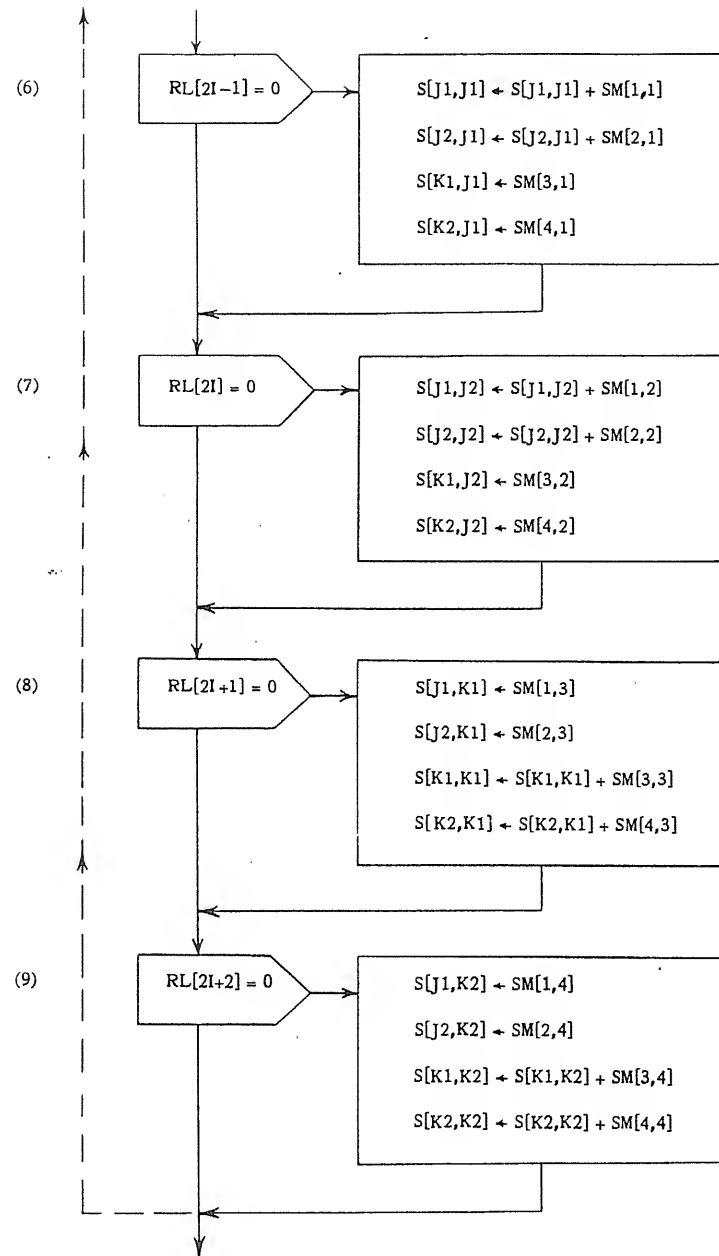 (6)
RL[2I-1] = 0
S[J1,J1] ← S[J1,J1] + SM[1,1]
S[J2,J1] ← S[J2,J1] + SM[2,1]
S[K1,J1] ← SM[3,1]
S[K2,J1] ← SM[4,1]
(7)
RL[2I] = 0
S[J1,J2] ← S[J1,J2] + SM[1,2]
S[J2,J2] ← S[J2,J2] + SM[2,2]
S[K1,J2] ← SM[3,2]
S[K2,J2] ← SM[4,2]
(8)
RL[2I+1] = 0
S[J1,K1] ← SM[1,3]
S[J2,K1] ← SM[2,3]
S[K1,K1] ← S[K1,K1] + SM[3,3]
S[K2,K1] ← S[K2,K1] + SM[4,3]
(9)
RL[2I+2] = 0
S[J1,K2] ← SM[1,4]
S[J2,K2] ← SM[2,4]
S[K1,K2] ← S[K1,K2] + SM[3,4]
S[K2,K2] ← S[K2,K2] + SM[4,4]